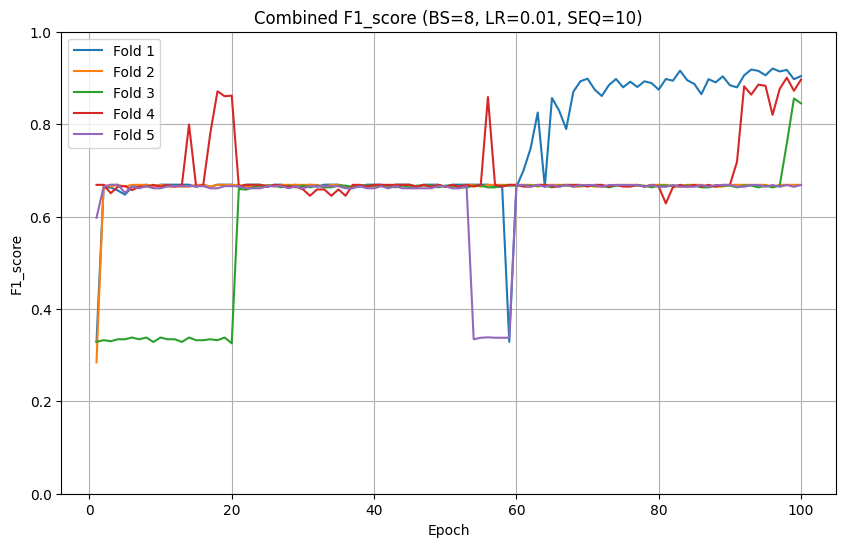 Combined F1_score (BS=8, LR=0.01, SEQ=10)
Fold 1
Fold 2
Fold 3
Fold 4
Fold 5
F1_score
1.0
0.8
0.6
0.4
0.2
0.0
0 20 40 60 80 100
Epoch